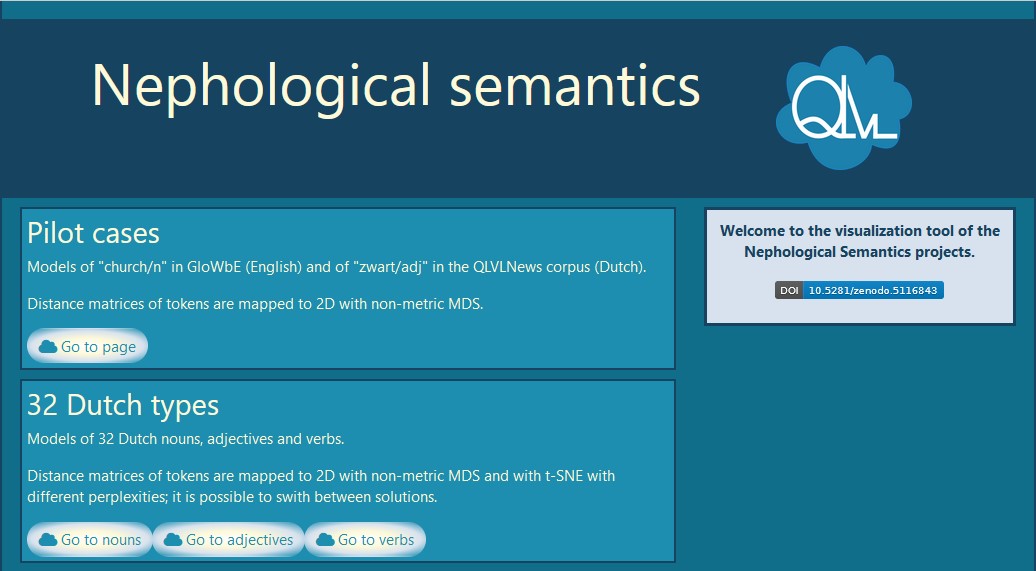 Nephological semantics
QLVL
Pilot cases
Models of "church/n" in GloWbE (English) and of "zwart/adj" in the QLVLNews corpus (Dutch).
Distance matrices of tokens are mapped to 2D with non-metric MDS.
Go to page
Welcome to the visualization tool of the
Nephological Semantics projects.
DOI 10.5281/zenodo.5116843
32 Dutch types
Models of 32 Dutch nouns, adjectives and verbs.
Distance matrices of tokens are mapped to 2D with non-metric MDS and with t-SNE with
different perplexities; it is possible to swith between solutions.
Go to nouns Go to adjectives Go to verbs